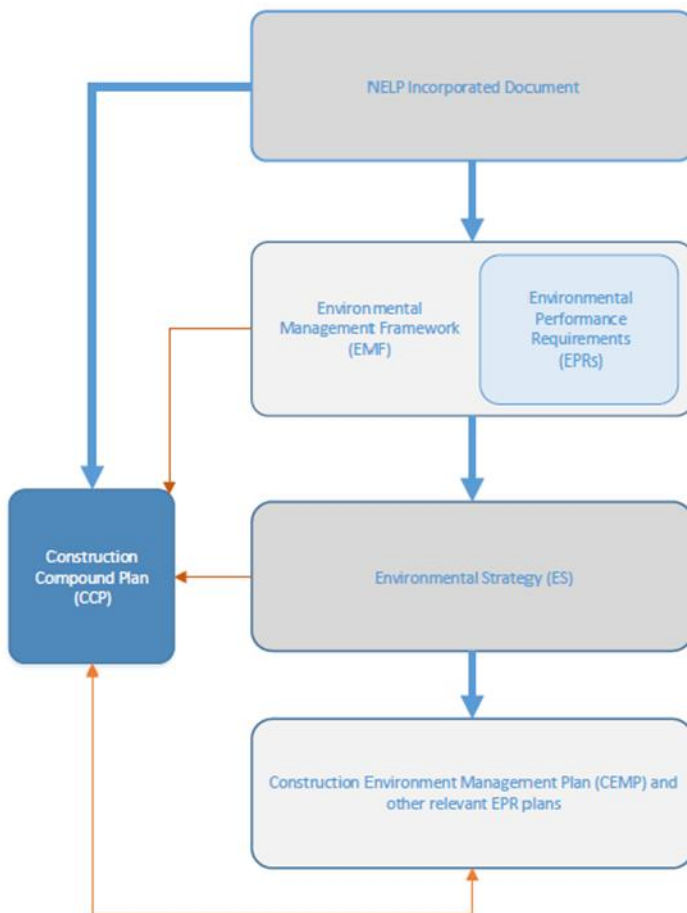 NELP Incorporated Document
Environmental
Management Framework
(EMF)
Environmental
Performance
Requirements
(EPRs)
Construction
Compound Plan
(CCP)
Environmental Strategy (ES)
Construction Environment Management Plan (CEMP) and
other relevant EPR plans